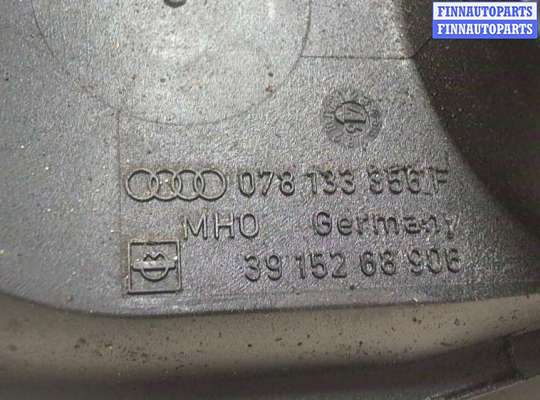 FINNAUTOPARTS
FINNAUTOPARTS
078 133 356 F
MHO Germany
39 152 68 906